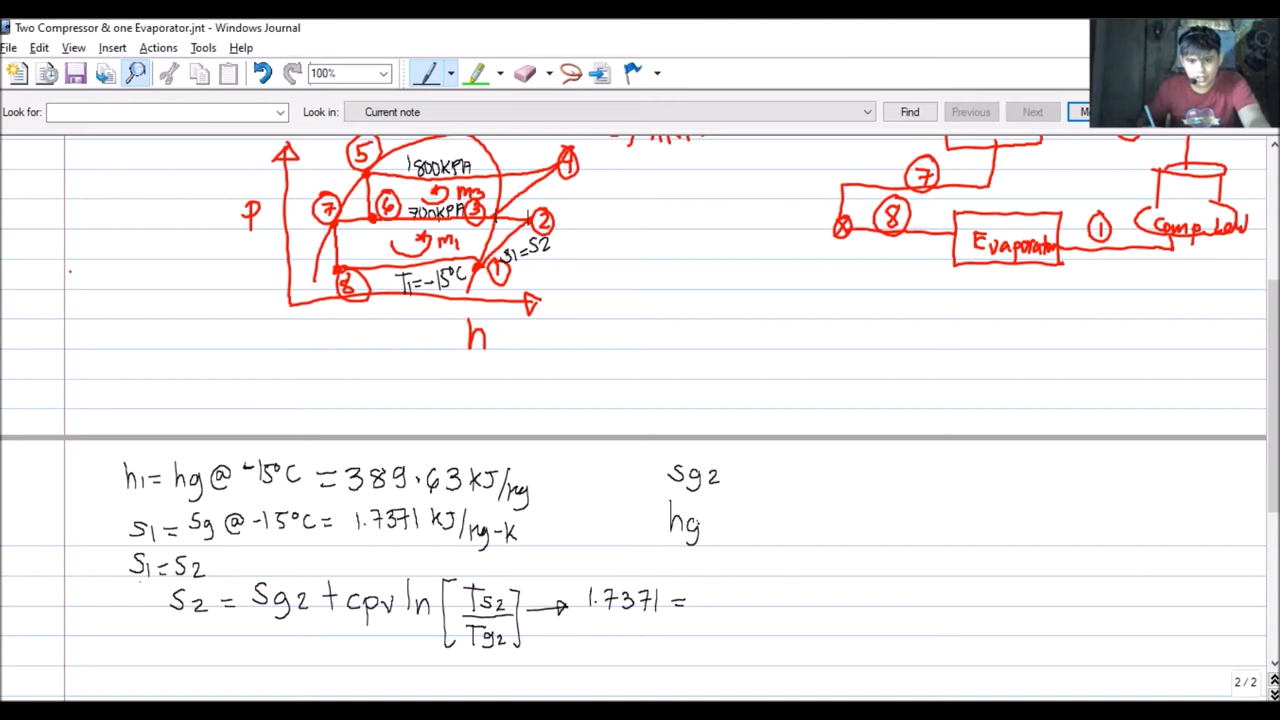 Two Compressor & one Evaporator.jnt - Windows Journal
File Edit View Insert Actions Tools Help
100%
Look for: Look in: Current note Find Previous Next
5
1800KPA
4
m3
7
6
700KPA
3
2
P
m1
S1=S2
8
T1=-15°C
1
h
7
8
Evaporator
1
h1= hg @ -15°C = 389.63 KJ/kg
S1= Sg @ -15°C = 1.7371 KJ/kg-K
S1=S2
S2 = Sg2 + cpv ln [Ts2/Tg2] → 1.7371 =
Sg2
hg
2 / 2